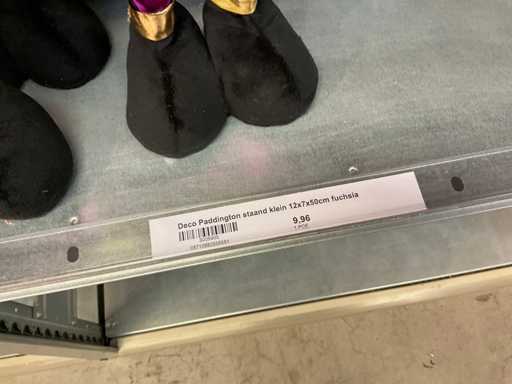 Deco Paddington staand klein 12x7x50cm fuchsia
9,96
1 PCE